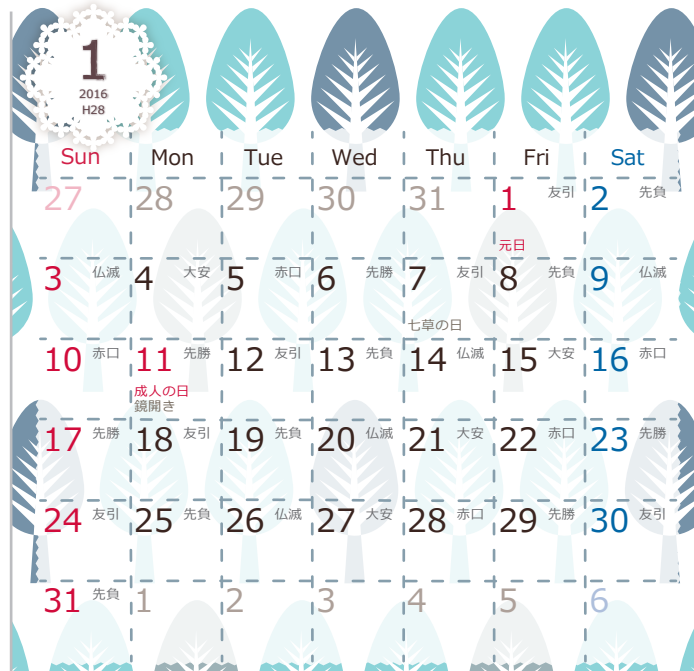 1
2016
H28
Sun Mon Tue Wed Thu Fri Sat
27 28 29 30 31 1 友引 2 先負
元日
3 仏滅 4 大安 5 赤口 6 先勝 7 友引 8 先負 9 仏滅
七草の日
10 赤口 11 先勝 12 友引 13 先負 14 仏滅 15 大安 16 赤口
成人の日
鏡開き
17 先勝 18 友引 19 先負 20 仏滅 21 大安 22 赤口 23 先勝
24 友引 25 先負 26 仏滅 27 大安 28 赤口 29 先勝 30 友引
31 先負 1 2 3 4 5 6